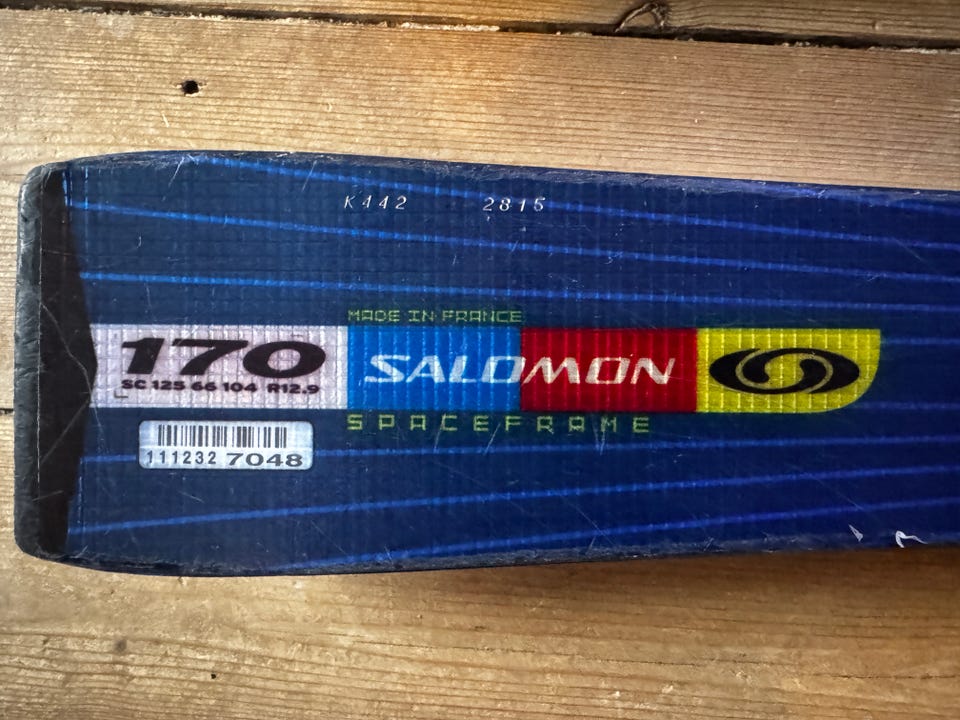 K442 2815
MADE IN FRANCE
170
SC 125 66 104 R12.9
SALOMON
SPACEFRAME
111232 7048